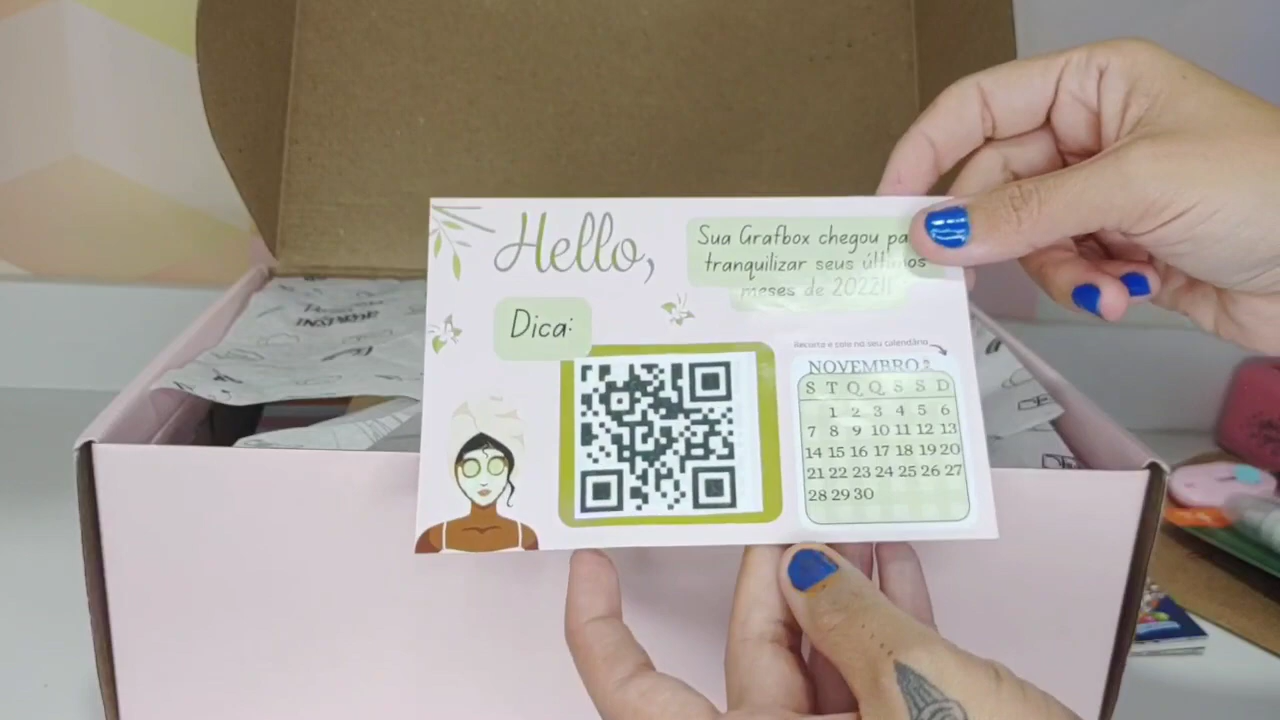 Hello,
Sua Grafbox chegou pa
tranquilizar seus últimos
meses de 2022!!
Dica:
Recorte e cole no seu calendário
NOVEMBRO
S T Q Q S S D
1 2 3 4 5 6
7 8 9 10 11 12 13
14 15 16 17 18 19 20
21 22 23 24 25 26 27
28 29 30